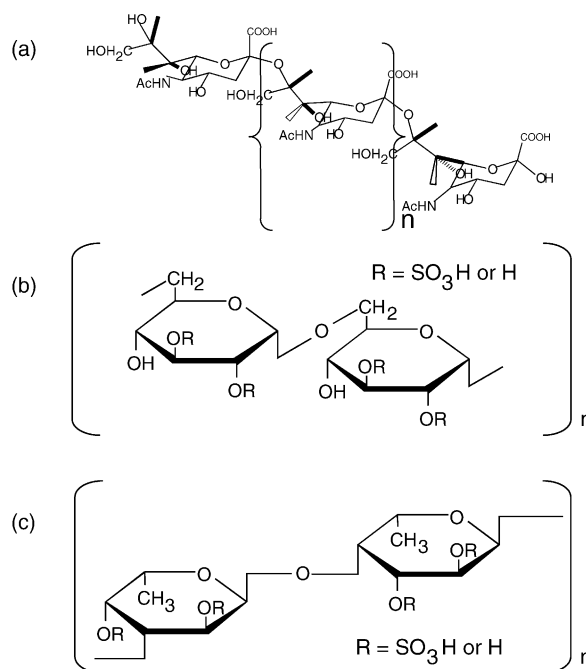 (a)
HO
HOH₂C
AcHN
HO
OH
O
COOH
O
HOH₂C
AcHN
HO
OH
O
COOH
O
HOH₂C
AcHN
HO
OH
O
COOH
OH
n
(b)
R = SO₃H or H
CH₂
O
OR
OH
OR
O
CH₂
O
OR
OH
OR
n
(c)
O
CH₃
OR
OR
O
O
CH₃
OR
OR
R = SO₃H or H
n